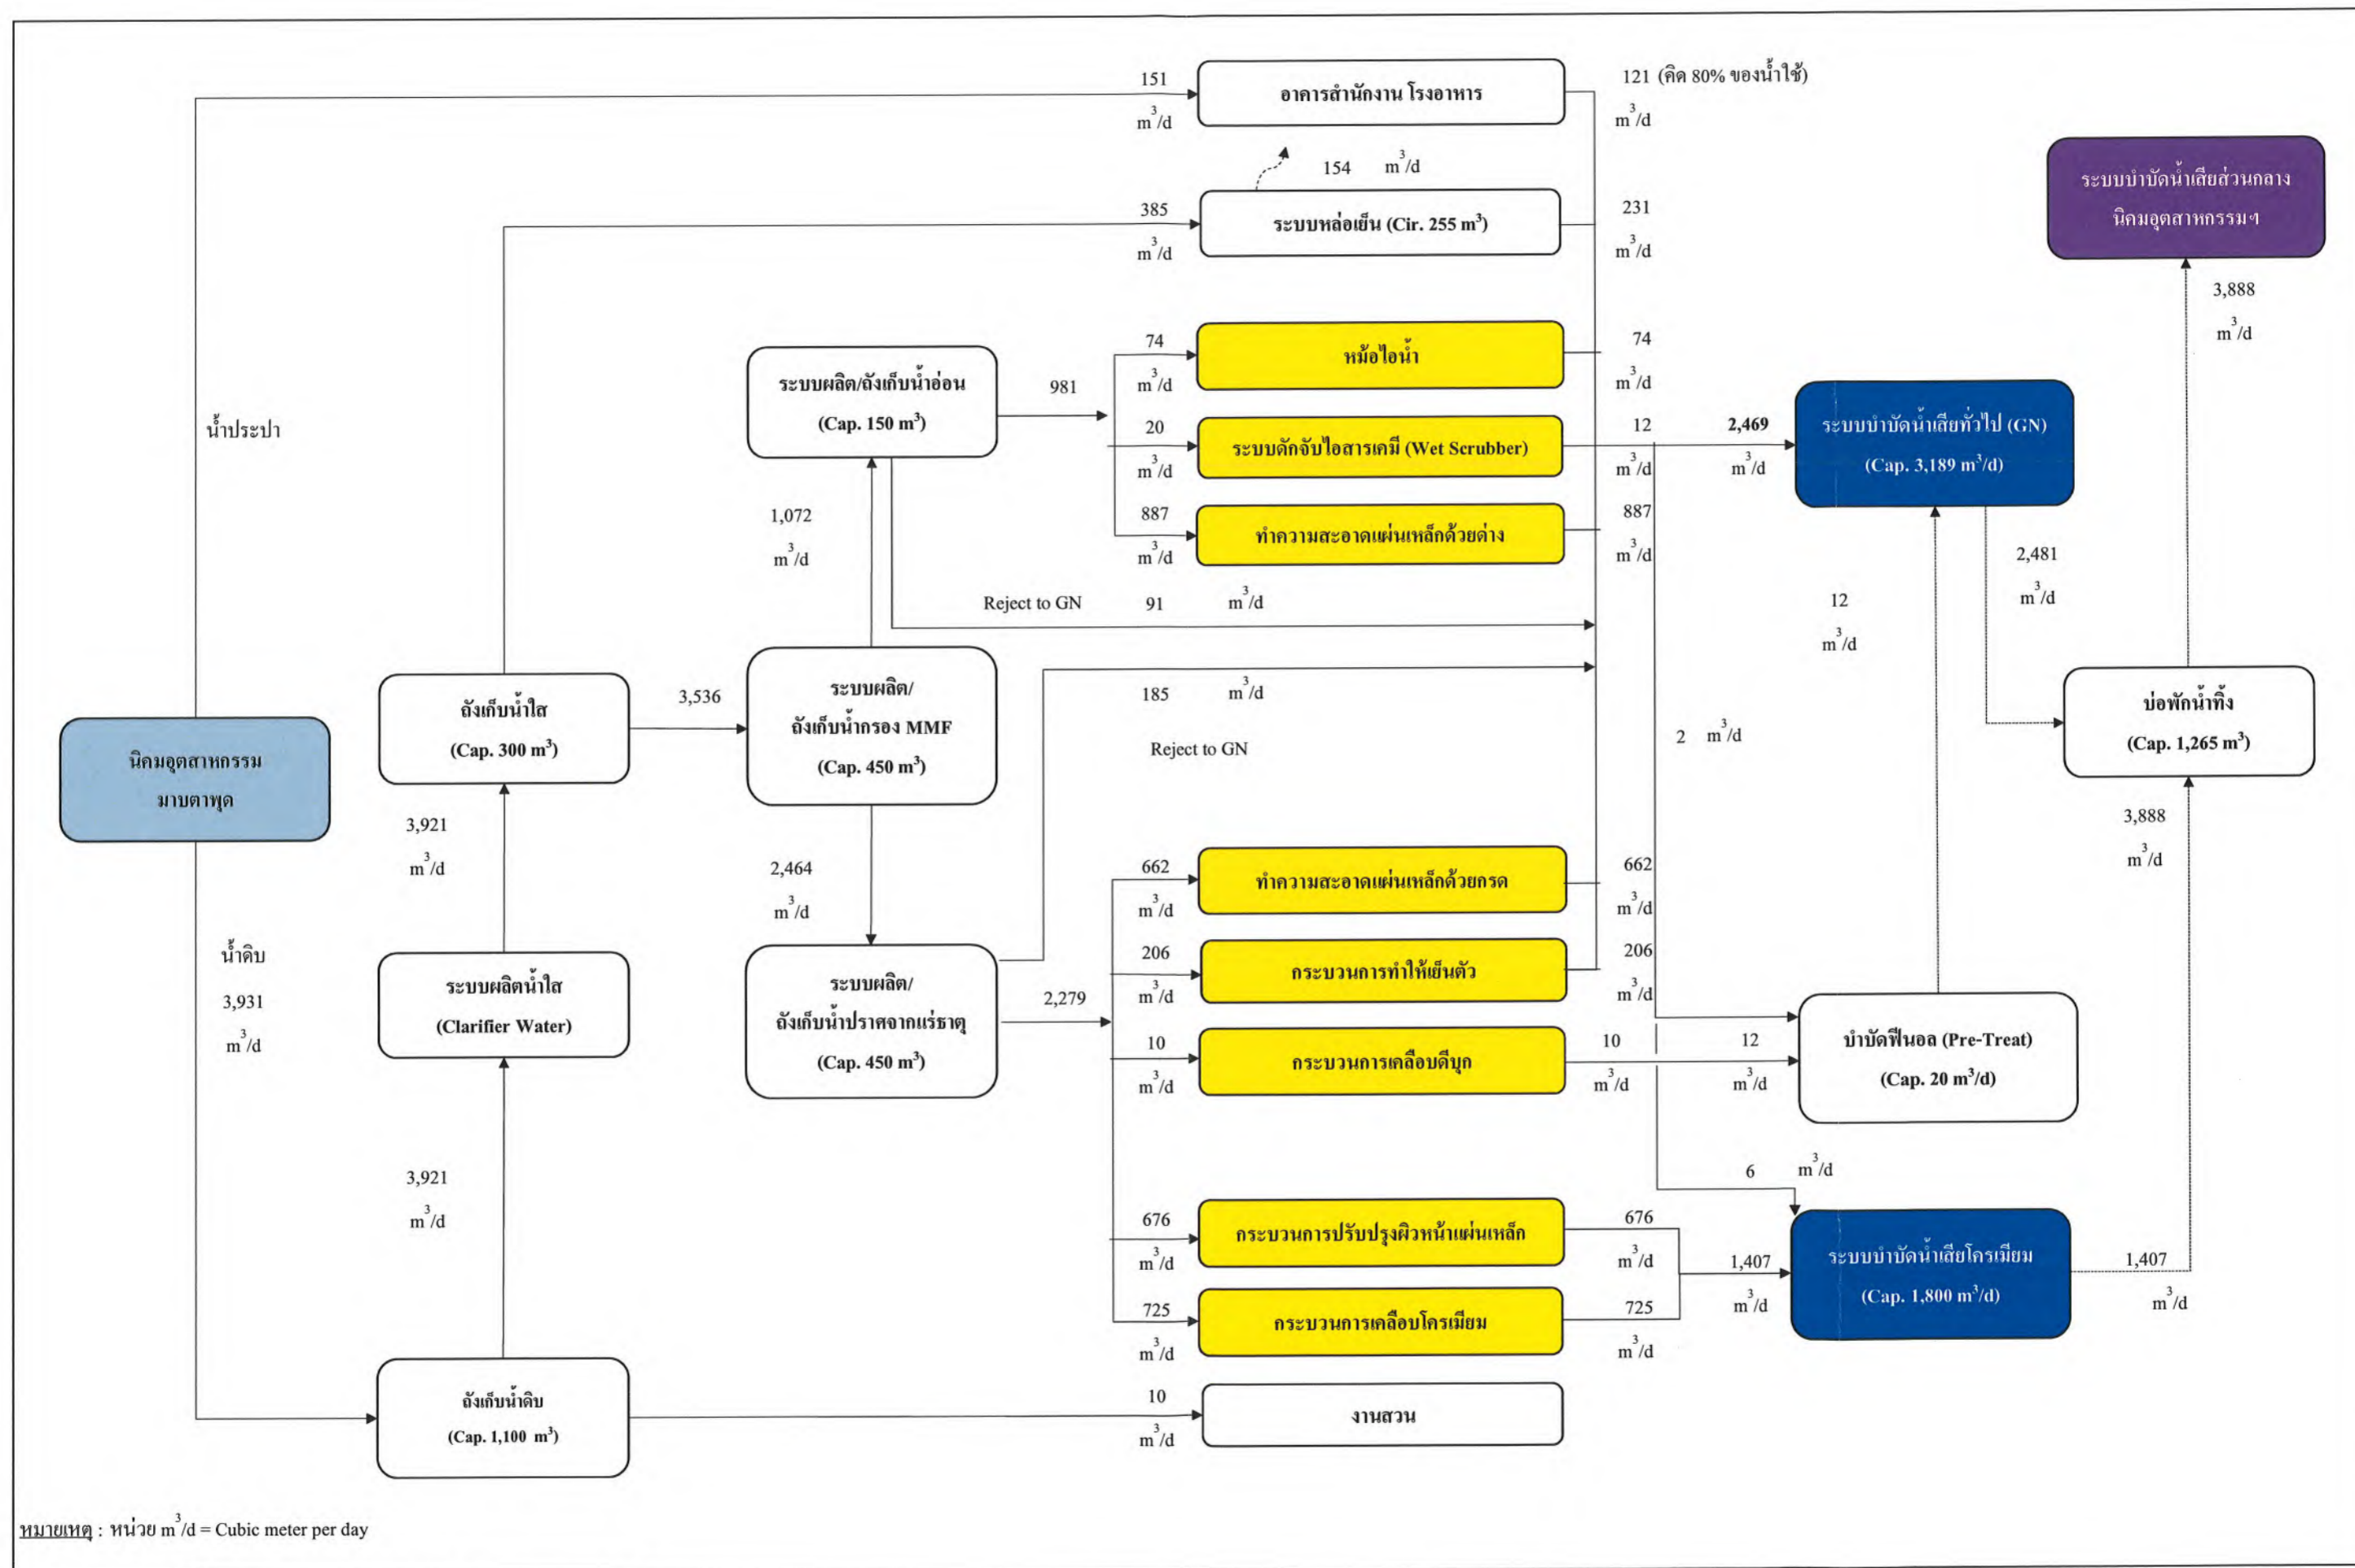 151
m³/d
อาคารสำนักงาน โรงอาหาร
121 (คิด 80% ของน้ำใช้)
m³/d
154 m³/d
ระบบบำบัดน้ำเสียส่วนกลาง
นิคมอุตสาหกรรมฯ
385
m³/d
ระบบหล่อเย็น (Cir. 255 m³)
231
m³/d
3,888
m³/d
น้ำประปา
ระบบผลิต/ถังเก็บน้ำอ่อน
(Cap. 150 m³)
981
74
m³/d
หม้อไอน้ำ
74
m³/d
20
m³/d
ระบบดักจับไอสารเคมี (Wet Scrubber)
12
m³/d
2,469
m³/d
ระบบบำบัดน้ำเสียทั่วไป (GN)
(Cap. 3,189 m³/d)
1,072
m³/d
887
m³/d
ทำความสะอาดแผ่นเหล็กด้วยด่าง
887
m³/d
2,481
m³/d
Reject to GN 91 m³/d
12
m³/d
ถังเก็บน้ำใส
(Cap. 300 m³)
3,536
ระบบผลิต/
ถังเก็บน้ำกรอง MMF
(Cap. 450 m³)
185 m³/d
Reject to GN
2 m³/d
บ่อพักน้ำทิ้ง
(Cap. 1,265 m³)
นิคมอุตสาหกรรม
มาบตาพุด
3,921
m³/d
2,464
m³/d
3,888
m³/d
662
m³/d
ทำความสะอาดแผ่นเหล็กด้วยกรด
662
m³/d
น้ำดิบ
3,931
m³/d
ระบบผลิตน้ำใส
(Clarifier Water)
ระบบผลิต/
ถังเก็บน้ำปราศจากแร่ธาตุ
(Cap. 450 m³)
2,279
206
m³/d
กระบวนการทำให้เย็นตัว
206
m³/d
10
m³/d
กระบวนการเคลือบดีบุก
10
m³/d
12
m³/d
บำบัดฟีนอล (Pre-Treat)
(Cap. 20 m³/d)
3,921
m³/d
6 m³/d
676
m³/d
กระบวนการปรับปรุงผิวหน้าแผ่นเหล็ก
676
m³/d
1,407
m³/d
ระบบบำบัดน้ำเสียโครเมียม
(Cap. 1,800 m³/d)
1,407
m³/d
725
m³/d
กระบวนการเคลือบโครเมียม
725
m³/d
ถังเก็บน้ำดิบ
(Cap. 1,100 m³)
10
m³/d
งานสวน
หมายเหตุ : หน่วย m³/d = Cubic meter per day